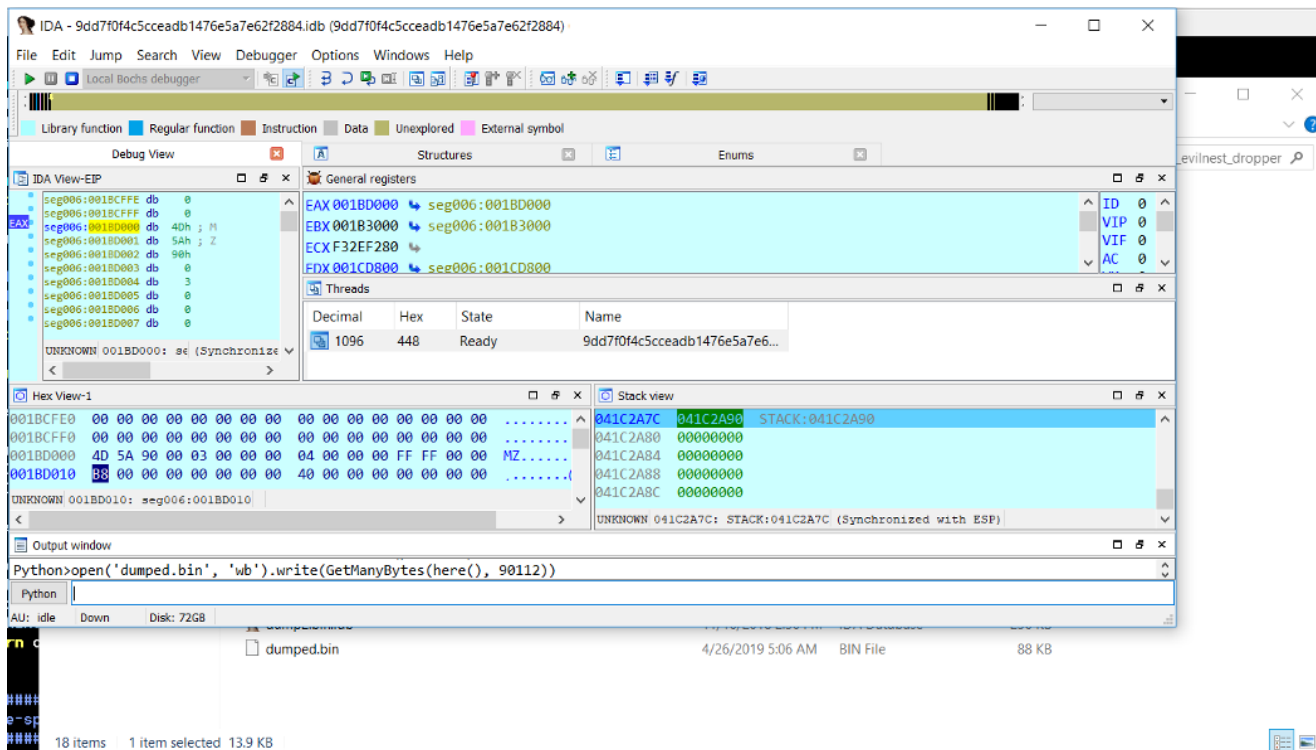 IDA - 9dd7f0f4c5cceadb1476e5a7e62f2884.idb (9dd7f0f4c5cceadb1476e5a7e62f2884)
File Edit Jump Search View Debugger Options Windows Help
Local Bochs debugger
Library function Regular function Instruction Data Unexplored External symbol
Debug View Structures Enums
_evilnest_dropper
IDA View-EIP
seg006:001BCFFE db 0
seg006:001BCFFF db 0
EAX seg006:001BD000 db 4Dh ; M
seg006:001BD001 db 5Ah ; Z
seg006:001BD002 db 90h
seg006:001BD003 db 0
seg006:001BD004 db 3
seg006:001BD005 db 0
seg006:001BD006 db 0
seg006:001BD007 db 0
UNKNOWN 001BD000: se (Synchronize
General registers
EAX 001BD000 seg006:001BD000
EBX 001B3000 seg006:001B3000
ECX F32EF280
EDX 001CD800 seg006:001CD800
ID 0
VIP 0
VIF 0
AC 0
Threads
Decimal Hex State Name
1096 448 Ready 9dd7f0f4c5cceadb1476e5a7e6...
Hex View-1
001BCFE0 00 00 00 00 00 00 00 00 00 00 00 00 00 00 00 00 ........
001BCFF0 00 00 00 00 00 00 00 00 00 00 00 00 00 00 00 00 ........
001BD000 4D 5A 90 00 03 00 00 00 04 00 00 00 FF FF 00 00 MZ......
001BD010 B8 00 00 00 00 00 00 00 40 00 00 00 00 00 00 00 ........
UNKNOWN 001BD010: seg006:001BD010
Stack view
041C2A7C 041C2A90 STACK:041C2A90
041C2A80 00000000
041C2A84 00000000
041C2A88 00000000
041C2A8C 00000000
UNKNOWN 041C2A7C: STACK:041C2A7C (Synchronized with ESP)
Output window
Python>open('dumped.bin', 'wb').write(GetManyBytes(here(), 90112))
Python
AU: idle Down Disk: 72GB
dumped.bin 4/26/2019 5:06 AM BIN File 88 KB
####
e-sp
####
18 items 1 item selected 13.9 KB